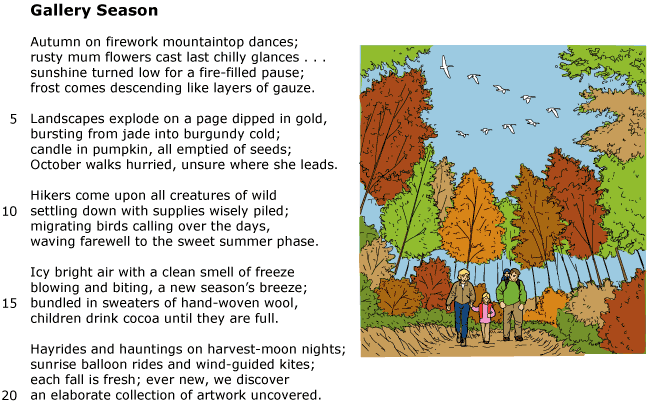 Gallery Season
Autumn on firework mountaintop dances;
rusty mum flowers cast last chilly glances . . .
sunshine turned low for a fire-filled pause;
frost comes descending like layers of gauze.
5 Landscapes explode on a page dipped in gold,
bursting from jade into burgundy cold;
candle in pumpkin, all emptied of seeds;
October walks hurried, unsure where she leads.
Hikers come upon all creatures of wild
10 settling down with supplies wisely piled;
migrating birds calling over the days,
waving farewell to the sweet summer phase.
Icy bright air with a clean smell of freeze
blowing and biting, a new season's breeze;
15 bundled in sweaters of hand-woven wool,
children drink cocoa until they are full.
Hayrides and hauntings on harvest-moon nights;
sunrise balloon rides and wind-guided kites;
each fall is fresh; ever new, we discover
20 an elaborate collection of artwork uncovered.